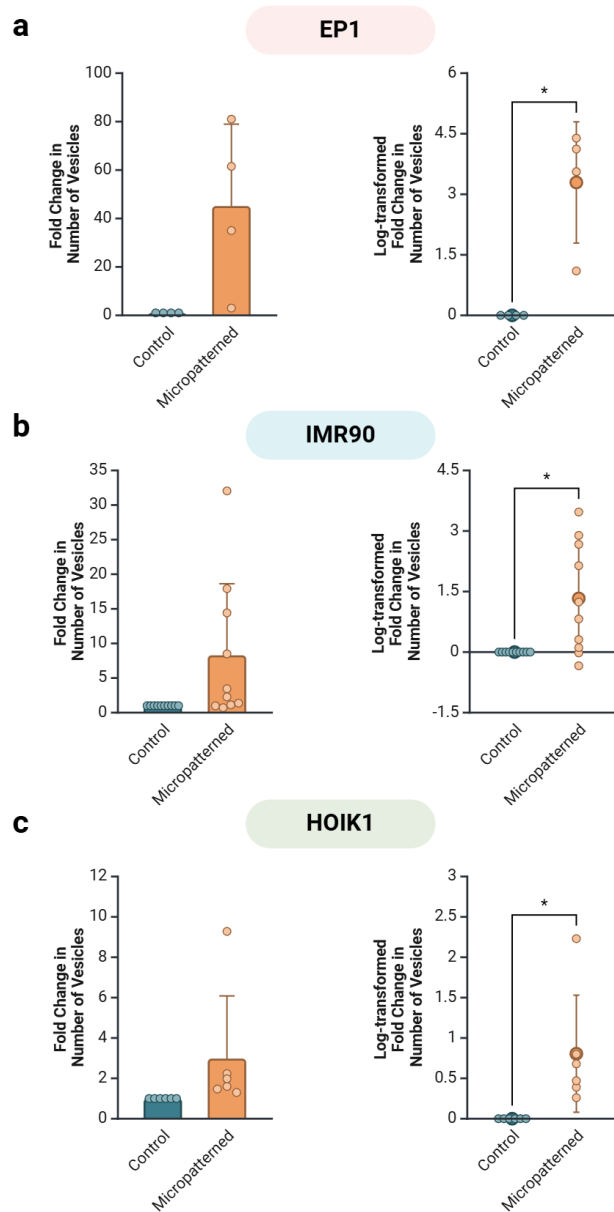 a
EP1
Fold Change in
Number of Vesicles
100
80
60
40
20
0
Control
Micropatterned
Log-transformed
Fold Change in
Number of Vesicles
6
4.5
3
1.5
0
*
Control
Micropatterned
b
IMR90
Fold Change in
Number of Vesicles
35
30
25
20
15
10
5
0
Control
Micropatterned
Log-transformed
Fold Change in
Number of Vesicles
4.5
3
1.5
0
-1.5
*
Control
Micropatterned
c
HOIK1
Fold Change in
Number of Vesicles
12
10
8
6
4
2
0
Control
Micropatterned
Log-transformed
Fold Change in
Number of Vesicles
3
2.5
2
1
0.5
0
*
Control
Micropatterned